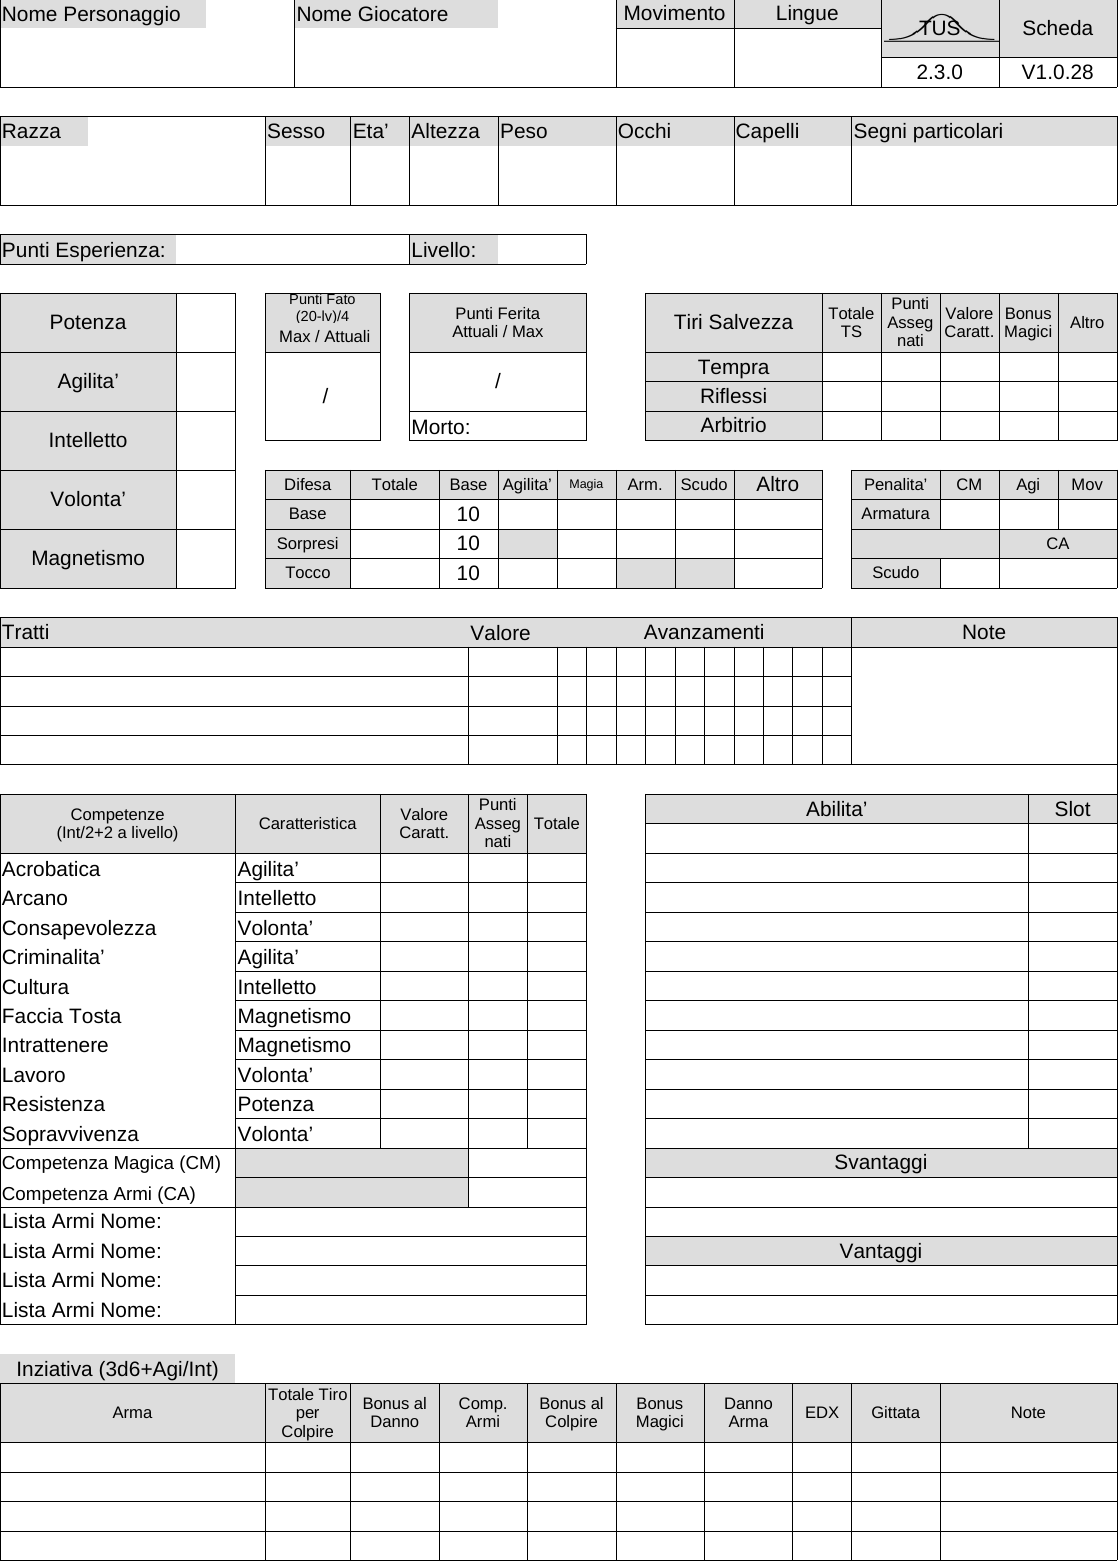 Nome Personaggio Nome Giocatore Movimento Lingue TUS Scheda
2.3.0 V1.0.28
Razza Sesso Eta’ Altezza Peso Occhi Capelli Segni particolari
Punti Esperienza: Livello:
Potenza
Agilita’
Intelletto
Volonta’
Magnetismo
Punti Fato
(20-lv)/4
Max / Attuali
/
Punti Ferita
Attuali / Max
/
Morto:
Tiri Salvezza
Totale
TS
Punti
Asseg
nati
Valore
Caratt.
Bonus
Magici
Altro
Tempra
Riflessi
Arbitrio
Difesa Totale Base Agilita’ Magia Arm. Scudo Altro
Base 10
Sorpresi 10
Tocco 10
Penalita’ CM Agi Mov
Armatura
CA
Scudo
Tratti Valore Avanzamenti Note
Competenze
(Int/2+2 a livello)
Caratteristica
Valore
Caratt.
Punti
Asseg
nati
Totale
Acrobatica Agilita’
Arcano Intelletto
Consapevolezza Volonta’
Criminalita’ Agilita’
Cultura Intelletto
Faccia Tosta Magnetismo
Intrattenere Magnetismo
Lavoro Volonta’
Resistenza Potenza
Sopravvivenza Volonta’
Competenza Magica (CM)
Competenza Armi (CA)
Lista Armi Nome:
Lista Armi Nome:
Lista Armi Nome:
Lista Armi Nome:
Abilita’ Slot
Svantaggi
Vantaggi
Inziativa (3d6+Agi/Int)
Arma
Totale Tiro
per
Colpire
Bonus al
Danno
Comp.
Armi
Bonus al
Colpire
Bonus
Magici
Danno
Arma
EDX
Gittata
Note